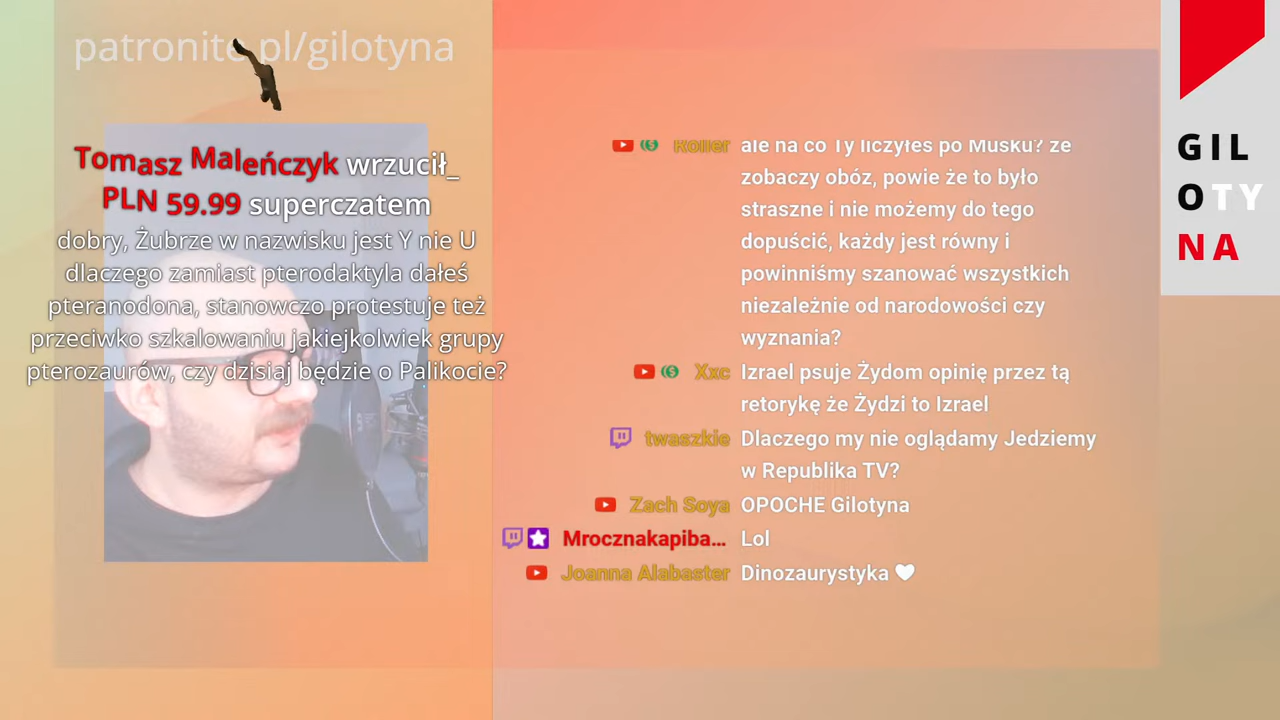 patronite.pl/gilotyna
Tomasz Maleńczyk wrzucił_
PLN 59.99 superczatem
dobry, Żubrze w nazwisku jest Y nie U
dlaczego zamiast pterodaktyla dałeś
pteranodona, stanowczo protestuje też
przeciwko szkalowaniu jakiejkolwiek grupy
pterozaurów, czy dzisiaj będzie o Palikocie?
Roller ale na co Ty liczyłeś po Musku? ze
zobaczy obóz, powie że to było
straszne i nie możemy do tego
dopuścić, każdy jest równy i
powinniśmy szanować wszystkich
niezależnie od narodowości czy
wyznania?
Xxc Izrael psuje Żydom opinię przez tą
retorykę że Żydzi to Izrael
twaszkie Dlaczego my nie oglądamy Jedziemy
w Republika TV?
Zach Soya OPOCHE Gilotyna
Mrocznakapiba... Lol
Joanna Alabaster Dinozaurystyka 🤍
GIL
OTY
NA